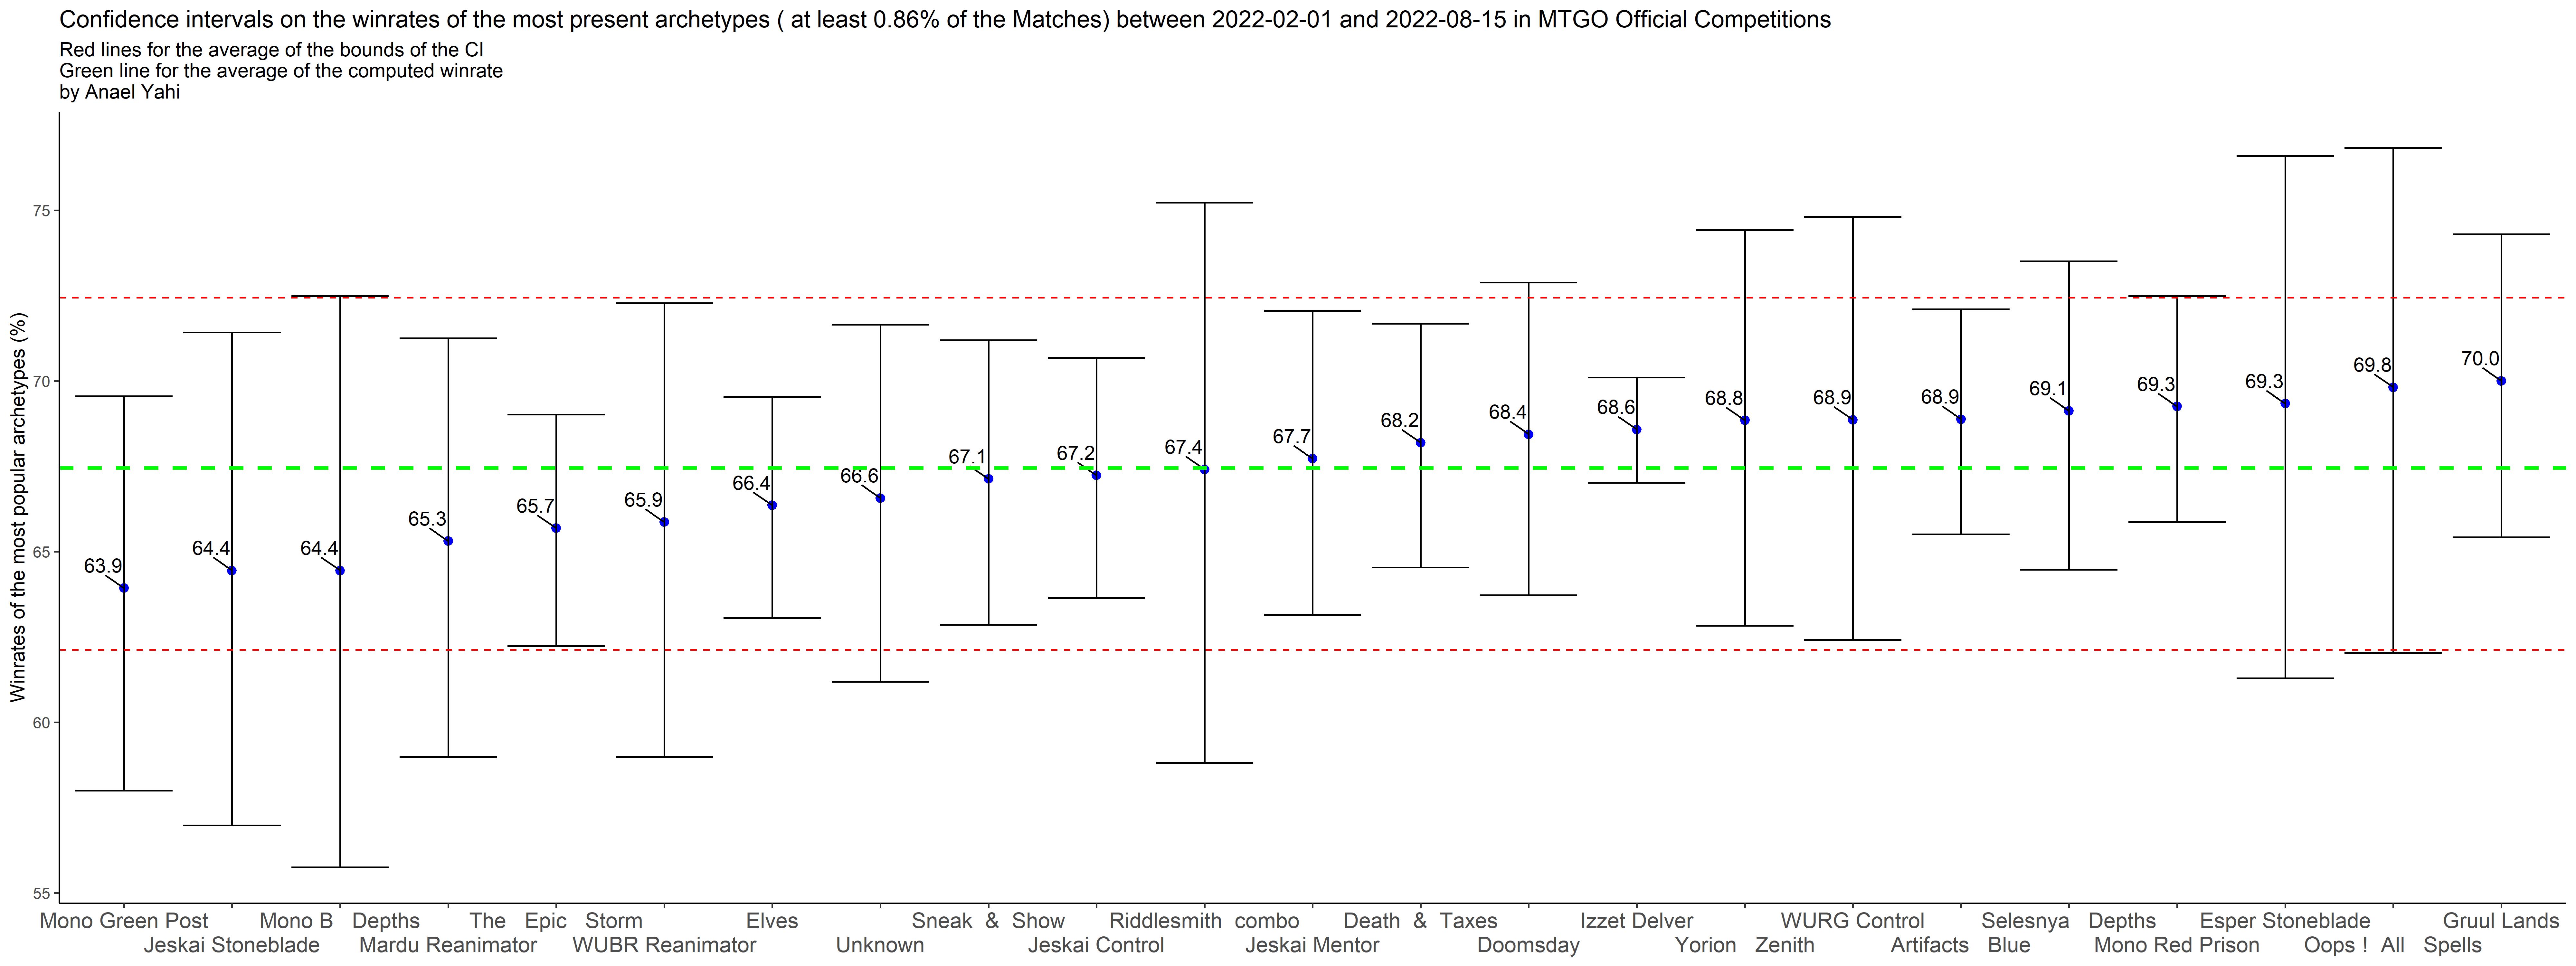 Confidence intervals on the winrates of the most present archetypes ( at least 0.86% of the Matches) between 2022-02-01 and 2022-08-15 in MTGO Official Competitions
Red lines for the average of the bounds of the CI
Green line for the average of the computed winrate
by Anael Yahi
Winrates of the most popular archetypes (%)
75
70
65
60
55
63.9
64.4
64.4
65.3
65.7
65.9
66.4
66.6
67.1
67.2
67.4
67.7
68.2
68.4
68.6
68.8
68.9
68.9
69.1
69.3
69.3
69.8
70.0
Mono Green Post
Jeskai Stoneblade
Mono B Depths
Mardu Reanimator
The Epic Storm
WUBR Reanimator
Elves
Unknown
Sneak & Show
Jeskai Control
Riddlesmith combo
Jeskai Mentor
Death & Taxes
Doomsday
Izzet Delver
Yorion Zenith
WURG Control
Artifacts Blue
Selesnya Depths
Mono Red Prison
Esper Stoneblade
Oops ! All Spells
Gruul Lands